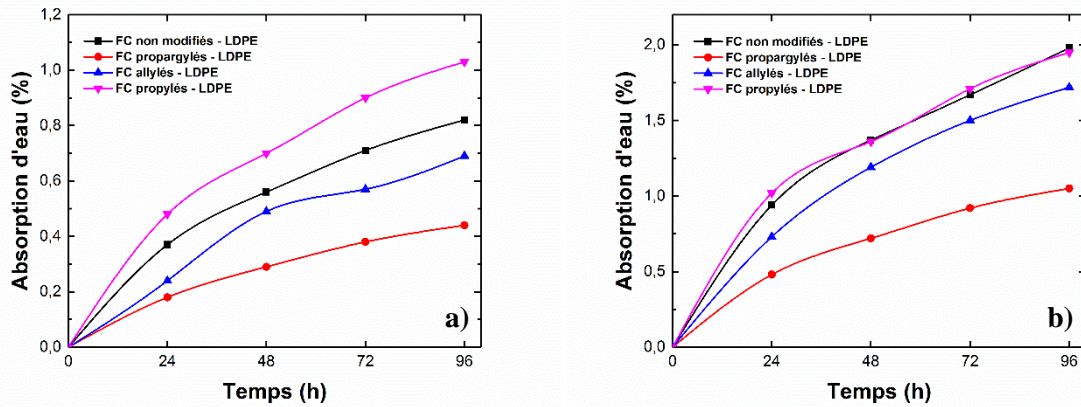 FC non modifiés - LDPE
FC propargylés - LDPE
FC allylés - LDPE
FC propylés - LDPE
Absorption d'eau (%)
1,2
1,0
0,8
0,6
0,4
0,2
0,0
0 24 48 72 96
Temps (h)
a)
FC non modifiés - LDPE
FC propargylés - LDPE
FC allylés - LDPE
FC propylés - LDPE
Absorption d'eau (%)
2,0
1,5
1,0
0,5
0,0
0 24 48 72 96
Temps (h)
b)